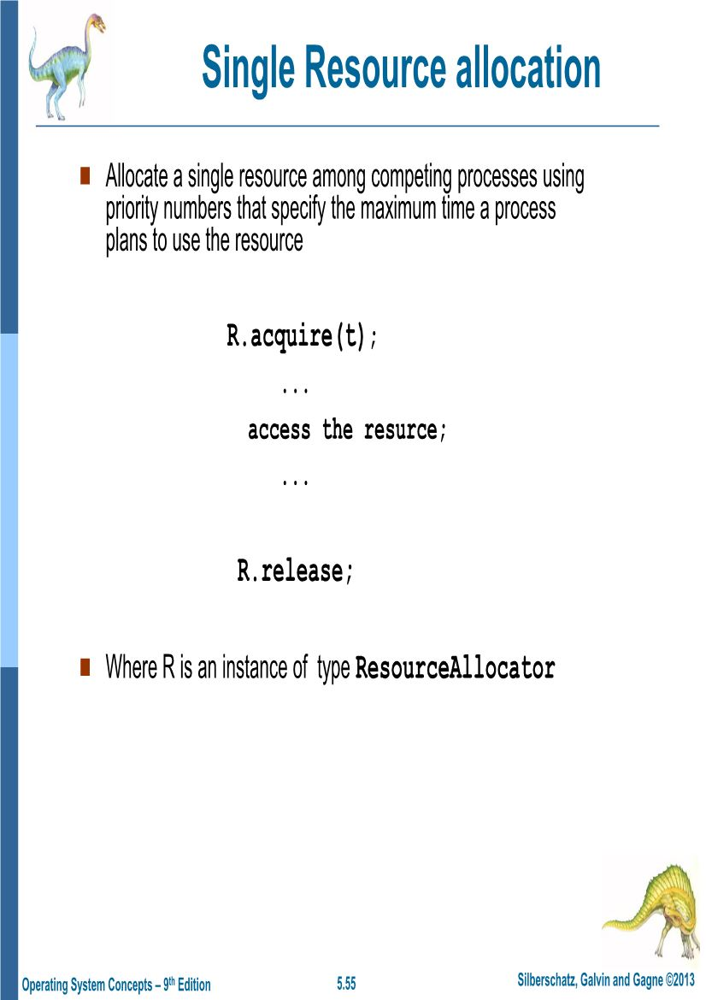 Single Resource allocation
Allocate a single resource among competing processes using
priority numbers that specify the maximum time a process
plans to use the resource
R.acquire(t);
...
access the resurce;
...
R.release;
Where R is an instance of type ResourceAllocator
Operating System Concepts – 9th Edition
5.55
Silberschatz, Galvin and Gagne ©2013